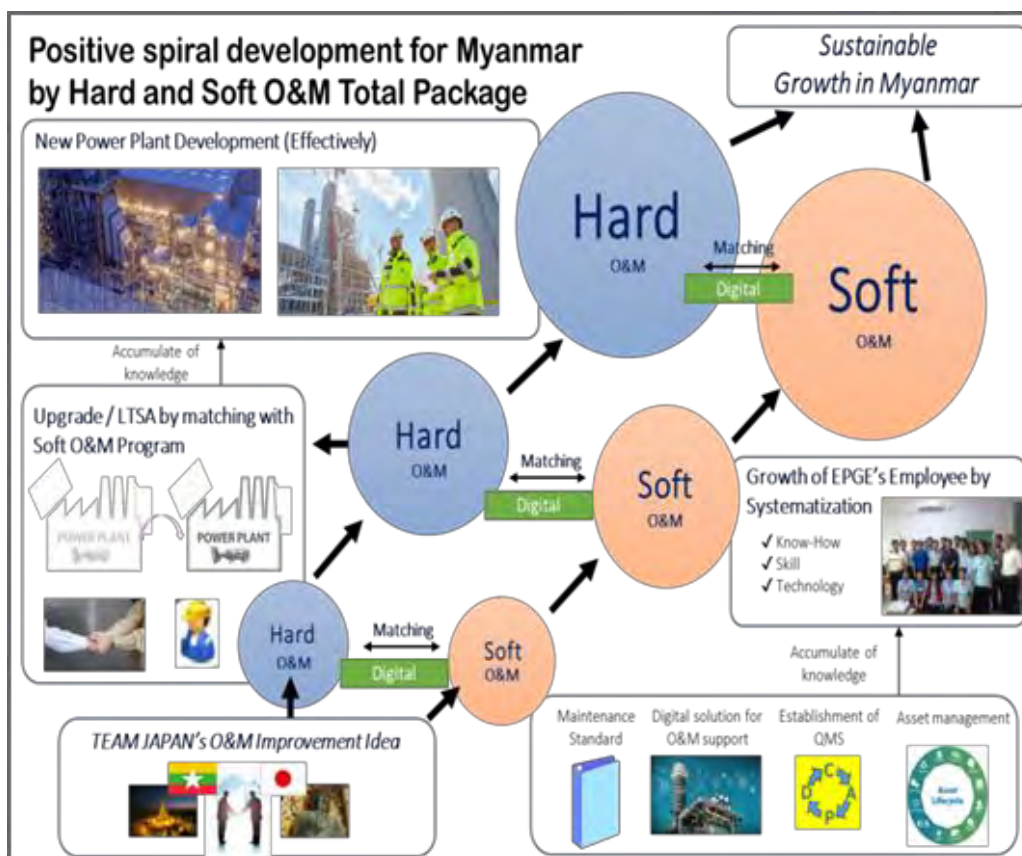 Positive spiral development for Myanmar
by Hard and Soft O&M Total Package
Sustainable
Growth in Myanmar
New Power Plant Development (Effectively)
Hard
O&M
Matching
Digital
Soft
O&M
Accumulate of
knowledge
Upgrade / LTSA by matching with
Soft O&M Program
POWER PLANT
POWER PLANT
Hard
O&M
Matching
Digital
Soft
O&M
Growth of EPGE's Employee by
Systematization
✓ Know-How
✓ Skill
✓ Technology
Hard
O&M
Matching
Digital
Soft
O&M
Accumulate of
knowledge
TEAM JAPAN's O&M Improvement Idea
Maintenance
Standard
Digital solution for
O&M support
Establishment of
QMS
C
D A
P
Asset management
Asset
Lifecycle